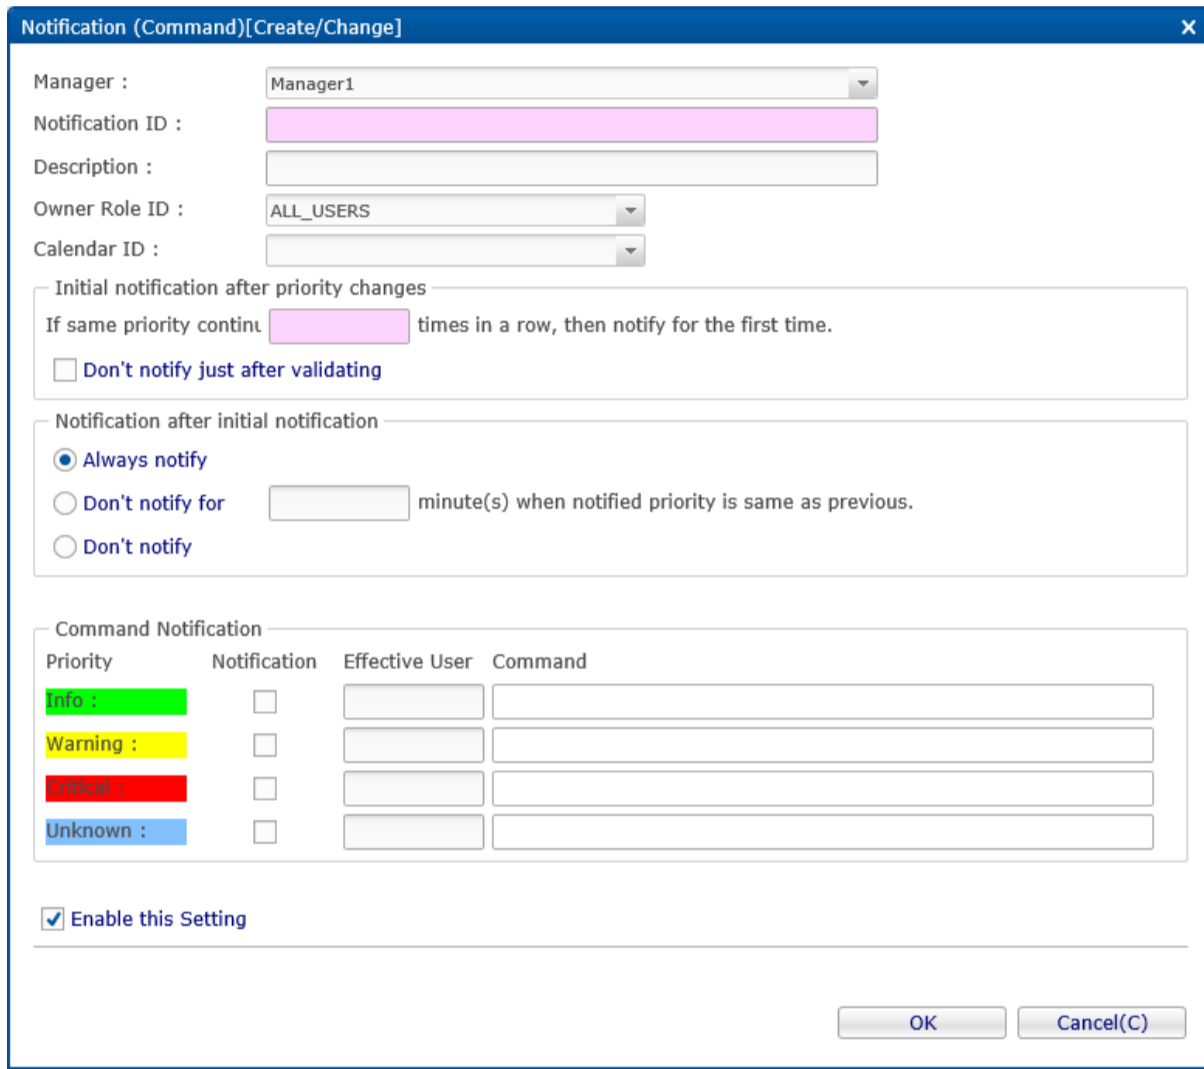 Notification (Command)[Create/Change]
Manager :
Manager1
Notification ID :
Description :
Owner Role ID :
ALL_USERS
Calendar ID :
Initial notification after priority changes
If same priority continu times in a row, then notify for the first time.
Don't notify just after validating
Notification after initial notification
Always notify
Don't notify for minute(s) when notified priority is same as previous.
Don't notify
Command Notification
Priority Notification Effective User Command
Info :
Warning :
Critical :
Unknown :
Enable this Setting
OK Cancel(C)